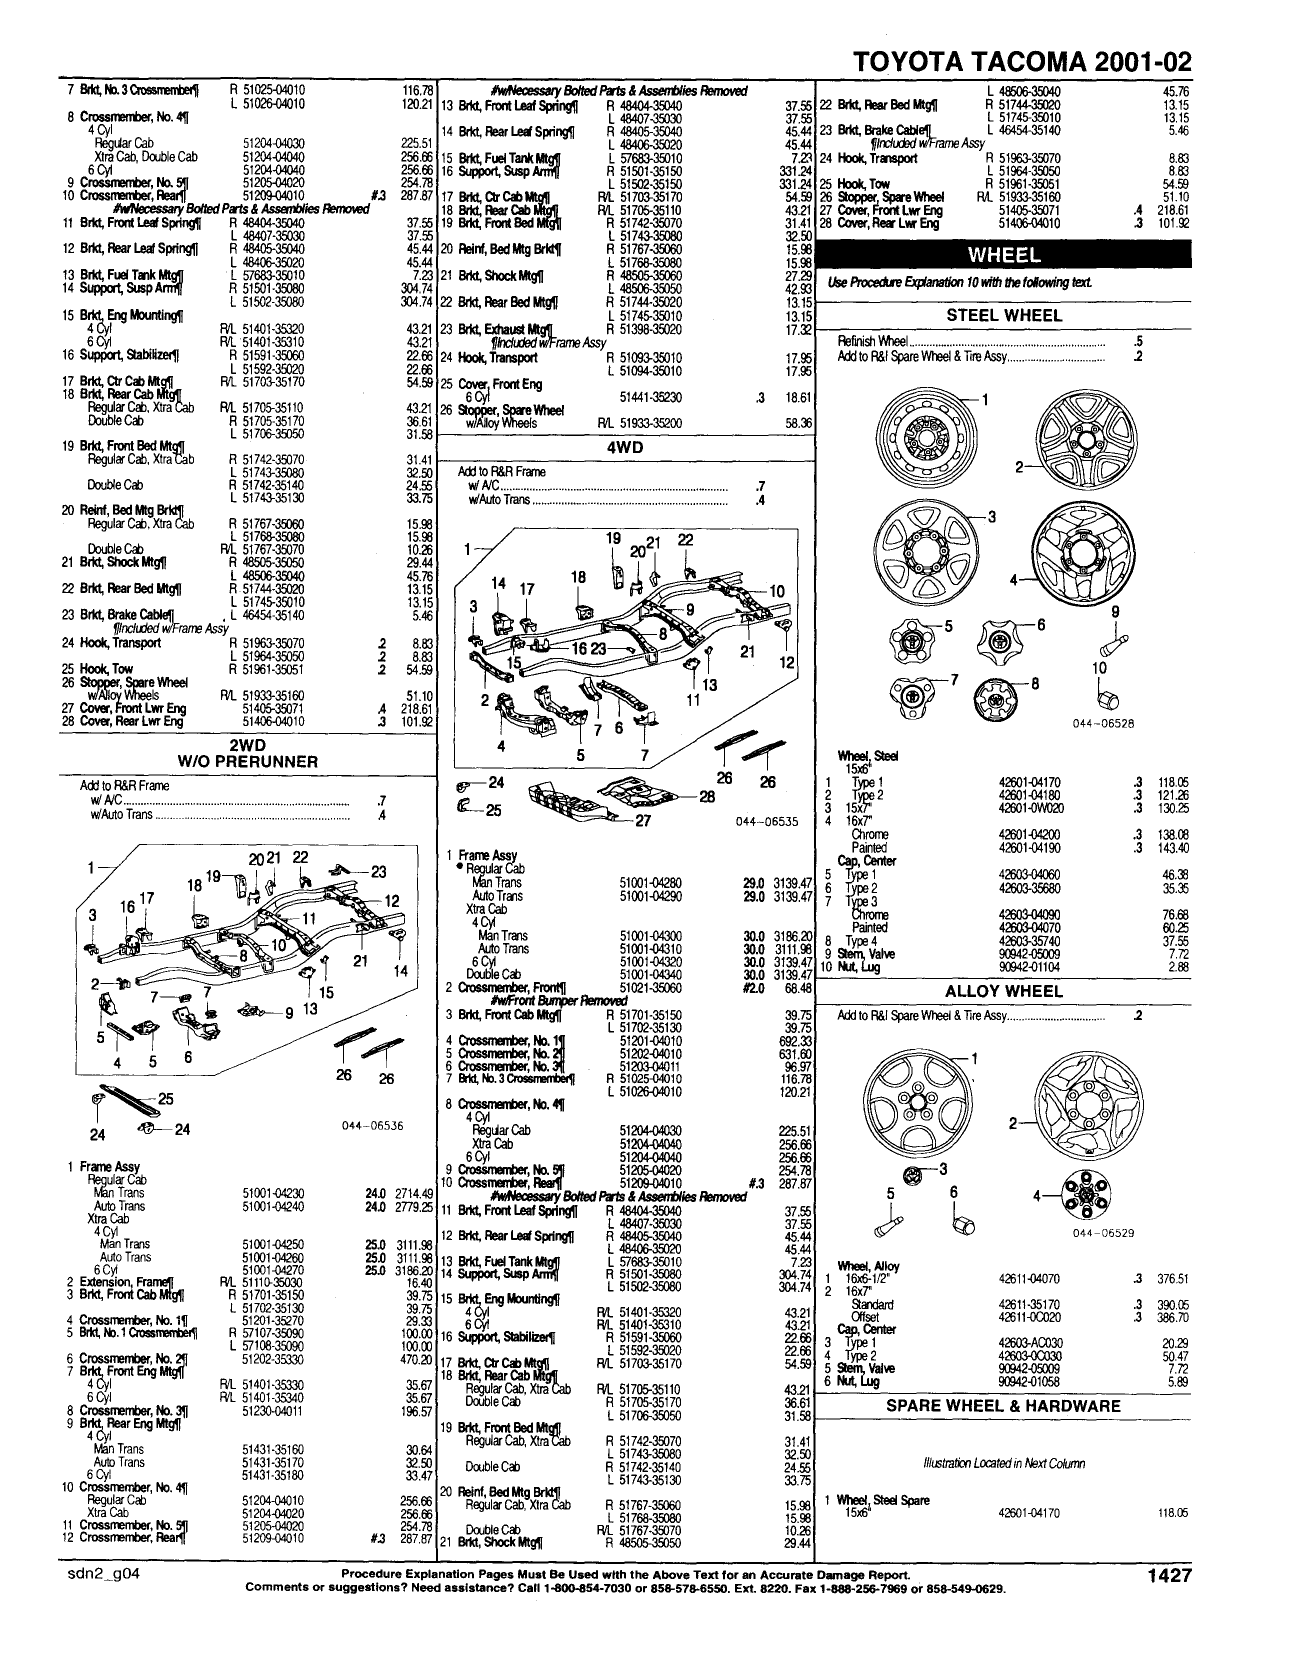 TOYOTA TACOMA 2001-02
7 Brkt, No. 3 Crossmember¶ R 51025-04010 116.78
L 51026-04010 120.21
8 Crossmember, No. 4¶
4 Cyl
Regular Cab 51204-04030 225.51
Xtra Cab, Double Cab 51204-04040 256.66
6 Cyl 51204-04040 256.66
9 Crossmember, No. 5¶ 51205-04020 254.78
10 Crossmember, Rear¶ 51209-04010 #.3 287.87
#w/Necessary Bolted Parts & Assemblies Removed
11 Brkt, Front Leaf Spring¶ R 48404-35040 37.55
L 48407-35030 37.55
12 Brkt, Rear Leaf Spring¶ R 48405-35040 45.44
L 48406-35020 45.44
13 Brkt, Fuel Tank Mtg¶ L 57683-35010 7.23
14 Support, Susp Arm¶ R 51501-35080 304.74
L 51502-35080 304.74
15 Brkt, Eng Mounting¶
4 Cyl R/L 51401-35320 43.21
6 Cyl R/L 51401-35310 43.21
16 Support, Stabilizer¶ R 51591-35060 22.66
L 51592-35020 22.66
17 Brkt, Ctr Cab Mtg¶ R/L 51703-35170 54.59
18 Brkt, Rear Cab Mtg¶
Regular Cab, Xtra Cab R/L 51705-35110 43.21
Double Cab R 51705-35170 36.61
L 51706-35050 31.58
19 Brkt, Front Bed Mtg¶
Regular Cab, Xtra Cab R 51742-35070 31.41
L 51743-35080 32.50
Double Cab R 51742-35140 24.55
L 51743-35130 33.75
20 Reinf, Bed Mtg Brkt¶
Regular Cab, Xtra Cab R 51767-35060 15.98
L 51768-35080 15.98
Double Cab R/L 51767-35070 10.26
21 Brkt, Shock Mtg¶ R 48505-35050 29.44
L 48506-35040 45.76
22 Brkt, Rear Bed Mtg¶ R 51744-35020 13.15
L 51745-35010 13.15
23 Brkt, Brake Cable¶ L 46454-35140 5.46
¶Included w/Frame Assy
24 Hook, Transport R 51963-35070 .2 8.83
L 51964-35050 .2 8.83
25 Hook, Tow R 51961-35051 .2 54.59
26 Stopper, Spare Wheel
w/Alloy Wheels R/L 51933-35160 51.10
27 Cover, Front Lwr Eng 51405-35071 .4 218.61
28 Cover, Rear Lwr Eng 51406-04010 .3 101.92
2WD
W/O PRERUNNER
Add to R&R Frame
w/ A/C .7
w/Auto Trans .4
1 2 3 4 5 5 6 7 7 8 9 10 11 12 13 14 15 16 17 18 19 20 21 21 22 23 24 24 25 26 26
044-06536
1 Frame Assy
Regular Cab
Man Trans 51001-04230 24.0 2714.49
Auto Trans 51001-04240 24.0 2779.25
Xtra Cab
4 Cyl
Man Trans 51001-04250 25.0 3111.98
Auto Trans 51001-04260 25.0 3111.98
6 Cyl 51001-04270 25.0 3186.20
2 Extension, Frame¶ R/L 51110-35030 16.40
3 Brkt, Front Cab Mtg¶ R 51701-35150 39.75
L 51702-35130 39.75
4 Crossmember, No. 1¶ 51201-35270 29.33
5 Brkt, No. 1 Crossmember¶ R 57107-35090 100.00
L 57108-35090 100.00
6 Crossmember, No. 2¶ 51202-35330 470.20
7 Brkt, Front Eng Mtg¶
4 Cyl R/L 51401-35330 35.67
6 Cyl R/L 51401-35340 35.67
8 Crossmember, No. 3¶ 51230-04011 196.57
9 Brkt, Rear Eng Mtg¶
4 Cyl
Man Trans 51431-35160 30.64
Auto Trans 51431-35170 32.50
6 Cyl 51431-35180 33.47
10 Crossmember, No. 4¶
Regular Cab 51204-04010 256.66
Xtra Cab 51204-04020 256.66
11 Crossmember, No. 5¶ 51205-04020 254.78
12 Crossmember, Rear¶ 51209-04010 #.3 287.87
#w/Necessary Bolted Parts & Assemblies Removed
13 Brkt, Front Leaf Spring¶ R 48404-35040 37.55
L 48407-35030 37.55
14 Brkt, Rear Leaf Spring¶ R 48405-35040 45.44
L 48406-35020 45.44
15 Brkt, Fuel Tank Mtg¶ L 57683-35010 7.23
16 Support, Susp Arm¶ R 51501-35150 331.24
L 51502-35150 331.24
17 Brkt, Ctr Cab Mtg¶ R/L 51703-35170 54.59
18 Brkt, Rear Cab Mtg¶ R/L 51705-35110 43.21
19 Brkt, Front Bed Mtg¶ R 51742-35070 31.41
L 51743-35080 32.50
20 Reinf, Bed Mtg Brkt¶ R 51767-35060 15.98
L 51768-35080 15.98
21 Brkt, Shock Mtg¶ R 48505-35060 27.29
L 48506-35050 42.93
22 Brkt, Rear Bed Mtg¶ R 51744-35020 13.15
L 51745-35010 13.15
23 Brkt, Exhaust Mtg¶ R 51398-35020 17.32
¶Included w/Frame Assy
24 Hook, Transport R 51093-35010 17.95
L 51094-35010 17.95
25 Cover, Front Eng
6 Cyl 51441-35230 .3 18.61
26 Stopper, Spare Wheel
w/Alloy Wheels R/L 51933-35200 58.36
4WD
Add to R&R Frame
w/ A/C .7
w/Auto Trans .4
1 2 3 4 5 6 7 7 8 9 10 11 12 13 14 15 16 17 18 19 20 21 21 22 23 24 25 26 26 27 28
044-06535
1 Frame Assy
• Regular Cab
Man Trans 51001-04280 29.0 3139.47
Auto Trans 51001-04290 29.0 3139.47
Xtra Cab
4 Cyl
Man Trans 51001-04300 30.0 3186.20
Auto Trans 51001-04310 30.0 3111.98
6 Cyl 51001-04320 30.0 3139.47
Double Cab 51001-04340 30.0 3139.47
2 Crossmember, Front¶ 51021-35060 #2.0 68.48
#w/Front Bumper Removed
3 Brkt, Front Cab Mtg¶ R 51701-35150 39.75
L 51702-35130 39.75
4 Crossmember, No. 1¶ 51201-04010 692.33
5 Crossmember, No. 2¶ 51202-04010 631.60
6 Crossmember, No. 3¶ 51203-04011 96.97
7 Brkt, No. 3 Crossmember¶ R 51025-04010 116.78
L 51026-04010 120.21
8 Crossmember, No. 4¶
4 Cyl
Regular Cab 51204-04030 225.51
Xtra Cab 51204-04040 256.66
6 Cyl 51204-04040 256.66
9 Crossmember, No. 5¶ 51205-04020 254.78
10 Crossmember, Rear¶ 51209-04010 #.3 287.87
#w/Necessary Bolted Parts & Assemblies Removed
11 Brkt, Front Leaf Spring¶ R 48404-35040 37.55
L 48407-35030 37.55
12 Brkt, Rear Leaf Spring¶ R 48405-35040 45.44
L 48406-35020 45.44
13 Brkt, Fuel Tank Mtg¶ L 57683-35010 7.23
14 Support, Susp Arm¶ R 51501-35080 304.74
L 51502-35080 304.74
15 Brkt, Eng Mounting¶
4 Cyl R/L 51401-35320 43.21
6 Cyl R/L 51401-35310 43.21
16 Support, Stabilizer¶ R 51591-35060 22.66
L 51592-35020 22.66
17 Brkt, Ctr Cab Mtg¶ R/L 51703-35170 54.59
18 Brkt, Rear Cab Mtg¶
Regular Cab, Xtra Cab R/L 51705-35110 43.21
Double Cab R 51705-35170 36.61
L 51706-35050 31.58
19 Brkt, Front Bed Mtg¶
Regular Cab, Xtra Cab R 51742-35070 31.41
L 51743-35080 32.50
Double Cab R 51742-35140 24.55
L 51743-35130 33.75
20 Reinf, Bed Mtg Brkt¶
Regular Cab, Xtra Cab R 51767-35060 15.98
L 51768-35080 15.98
Double Cab R/L 51767-35070 10.26
21 Brkt, Shock Mtg¶ R 48505-35050 29.44
L 48506-35040 45.76
22 Brkt, Rear Bed Mtg¶ R 51744-35020 13.15
L 51745-35010 13.15
23 Brkt, Brake Cable¶ L 46454-35140 5.46
¶Included w/Frame Assy
24 Hook, Transport R 51963-35070 8.83
L 51964-35050 8.83
25 Hook, Tow R 51961-35051 54.59
26 Stopper, Spare Wheel R/L 51933-35160 51.10
27 Cover, Front Lwr Eng 51405-35071 .4 218.61
28 Cover, Rear Lwr Eng 51406-04010 .3 101.92
WHEEL
Use Procedure Explanation 10 with the following text.
STEEL WHEEL
Refinish Wheel .5
Add to R&I Spare Wheel & Tire Assy .2
1 2 3 4 5 6 7 8 9 10
044-06528
Wheel, Steel
15x6"
1 Type 1 42601-04170 .3 118.05
2 Type 2 42601-04180 .3 121.26
3 15x7" 42601-0W020 .3 130.25
4 16x7"
Chrome 42601-04200 .3 138.08
Painted 42601-04190 .3 143.40
Cap, Center
5 Type 1 42603-04060 46.38
6 Type 2 42603-35680 35.35
7 Type 3
Chrome 42603-04090 76.68
Painted 42603-04070 60.25
8 Type 4 42603-35740 37.55
9 Stem, Valve 90942-05009 7.72
10 Nut, Lug 90942-01104 2.88
ALLOY WHEEL
Add to R&I Spare Wheel & Tire Assy .2
1 2 3 4 5 6
044-06529
Wheel, Alloy
1 16x6-1/2" 42611-04070 .3 376.51
2 16x7"
Standard 42611-35170 .3 390.05
Offset 42611-0C020 .3 386.70
Cap, Center
3 Type 1 42603-AC030 20.29
4 Type 2 42603-0C030 50.47
5 Stem, Valve 90942-05009 7.72
6 Nut, Lug 90942-01058 5.89
SPARE WHEEL & HARDWARE
Illustration Located in Next Column
1 Wheel, Steel Spare
15x6" 42601-04170 118.05
sdn2_g04
Procedure Explanation Pages Must Be Used with the Above Text for an Accurate Damage Report.
Comments or suggestions? Need assistance? Call 1-800-854-7030 or 858-578-6550. Ext. 8220. Fax 1-888-256-7969 or 858-549-0629.
1427